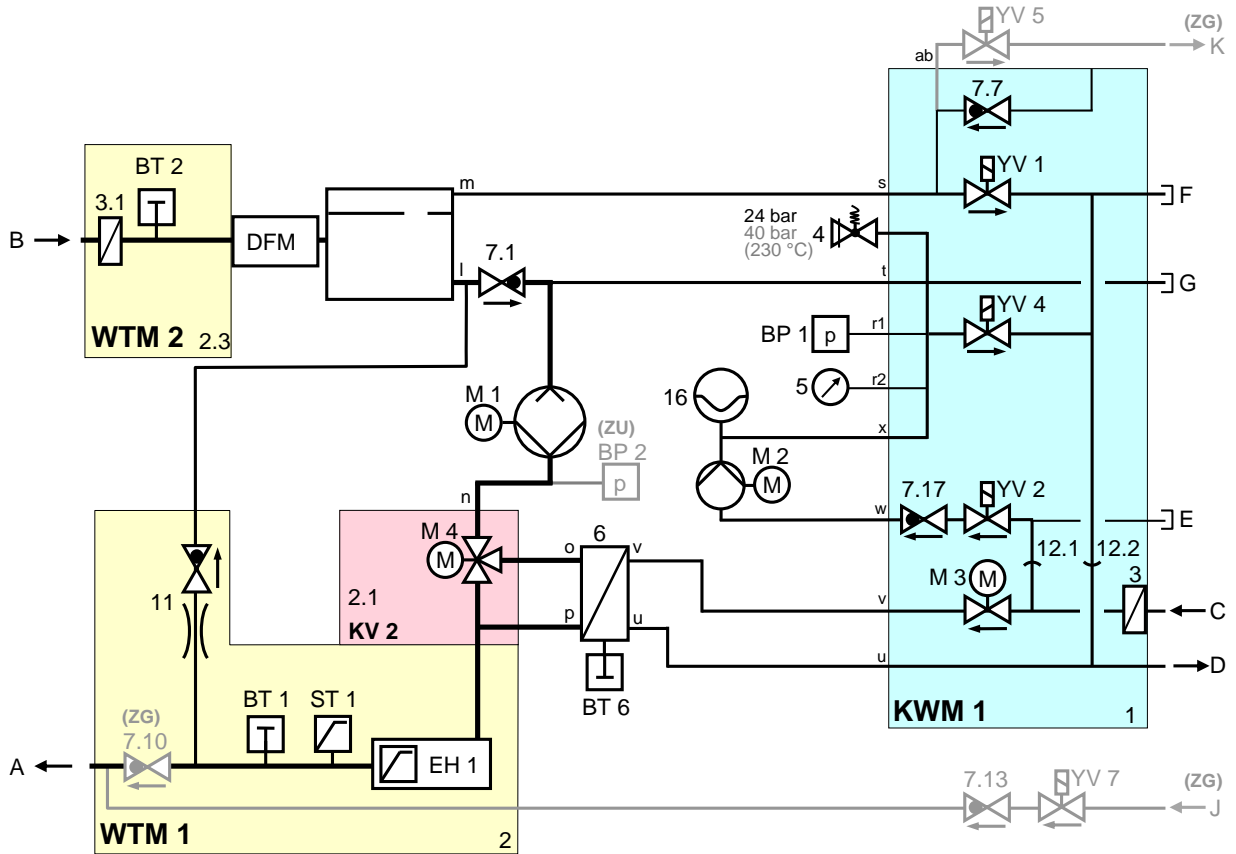 YV 5
(ZG)
K
ab
7.7
BT 2
3.1
m
s
YV 1
F
B
DFM
24 bar
40 bar
(230 °C)
4
l
7.1
t
G
YV 4
WTM 2
2.3
BP 1
p
r1
M 1
M
16
5
r2
(ZU)
BP 2
p
x
M 2
M
n
7.17
YV 2
w
E
M 4
M
o
6
v
12.1
12.2
M 3
M
3
11
2.1
KV 2
p
u
v
C
u
D
BT 1
ST 1
BT 6
KWM 1
1
(ZG)
7.10
A
EH 1
7.13
YV 7
(ZG)
J
WTM 1
2